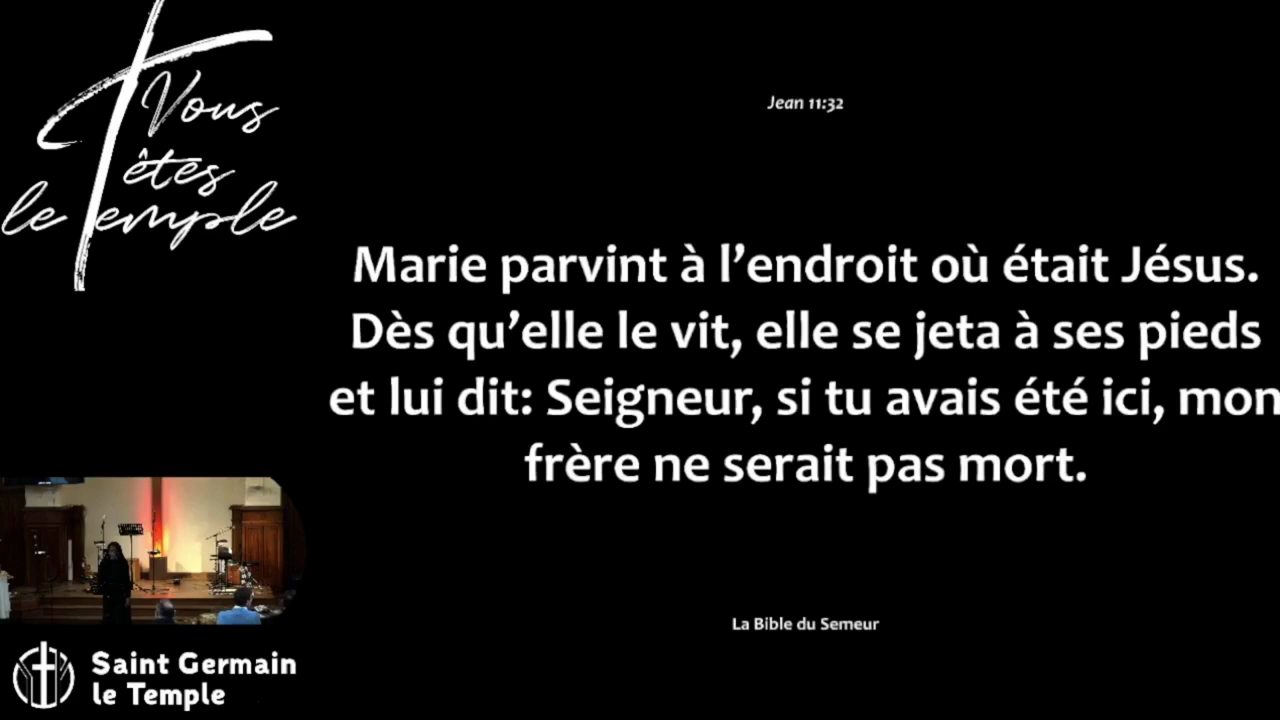 Vous
êtes
le Temple
Jean 11:32
Marie parvint à l’endroit où était Jésus.
Dès qu’elle le vit, elle se jeta à ses pieds
et lui dit: Seigneur, si tu avais été ici, mon
frère ne serait pas mort.
La Bible du Semeur
Saint Germain
le Temple